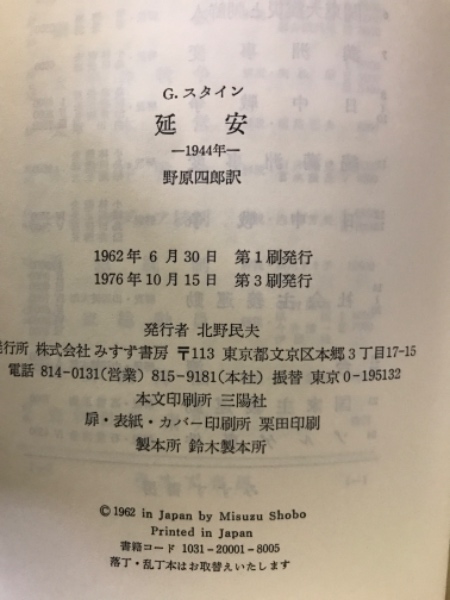 G.スタイン
延安
―1944年―
野原四郎訳
1962年 6月30日 第1刷発行
1976年10月15日 第3刷発行
発行者 北野民夫
発行所 株式会社みすず書房 〒113 東京都文京区本郷3丁目17-15
電話 814-0131(営業) 815-9181(本社) 振替 東京0-195132
本文印刷所 三陽社
扉・表紙・カバー印刷所 栗田印刷
製本所 鈴木製本所
©1962 in Japan by Misuzu Shobo
Printed in Japan
書籍コード 1031-20001-8005
落丁・乱丁本はお取替えいたします